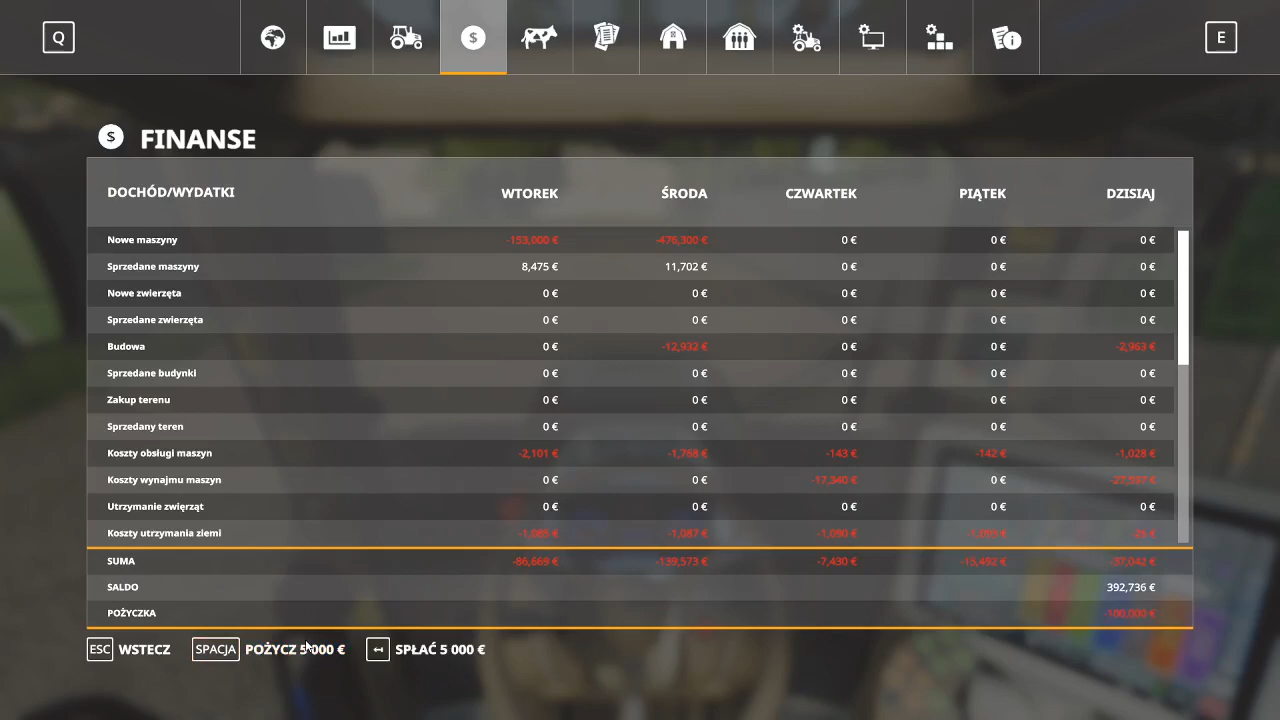 Q
$
E
$ FINANSE
DOCHÓD/WYDATKI WTOREK ŚRODA CZWARTEK PIĄTEK DZISIAJ
Nowe maszyny -153,000 € -476,300 € 0 € 0 € 0 €
Sprzedane maszyny 8,475 € 11,702 € 0 € 0 € 0 €
Nowe zwierzęta 0 € 0 € 0 € 0 € 0 €
Sprzedane zwierzęta 0 € 0 € 0 € 0 € 0 €
Budowa 0 € -12,932 € 0 € 0 € -2,963 €
Sprzedane budynki 0 € 0 € 0 € 0 € 0 €
Zakup terenu 0 € 0 € 0 € 0 € 0 €
Sprzedany teren 0 € 0 € 0 € 0 € 0 €
Koszty obsługi maszyn -2,101 € -1,768 € -143 € -142 € -1,028 €
Koszty wynajmu maszyn 0 € 0 € -17,340 € 0 €
Utrzymanie zwięrząt 0 € 0 € 0 € 0 € 0 €
Koszty utrzymania ziemi -1,085 € -1,087 € -1,090 €
SUMA -86,669 € -139,573 € -7,430 € -15,492 € -37,042 €
SALDO 392,736 €
POŻYCZKA -100,000 €
ESC WSTECZ SPACJA POŻYCZ 5 000 € SPŁAĆ 5 000 €